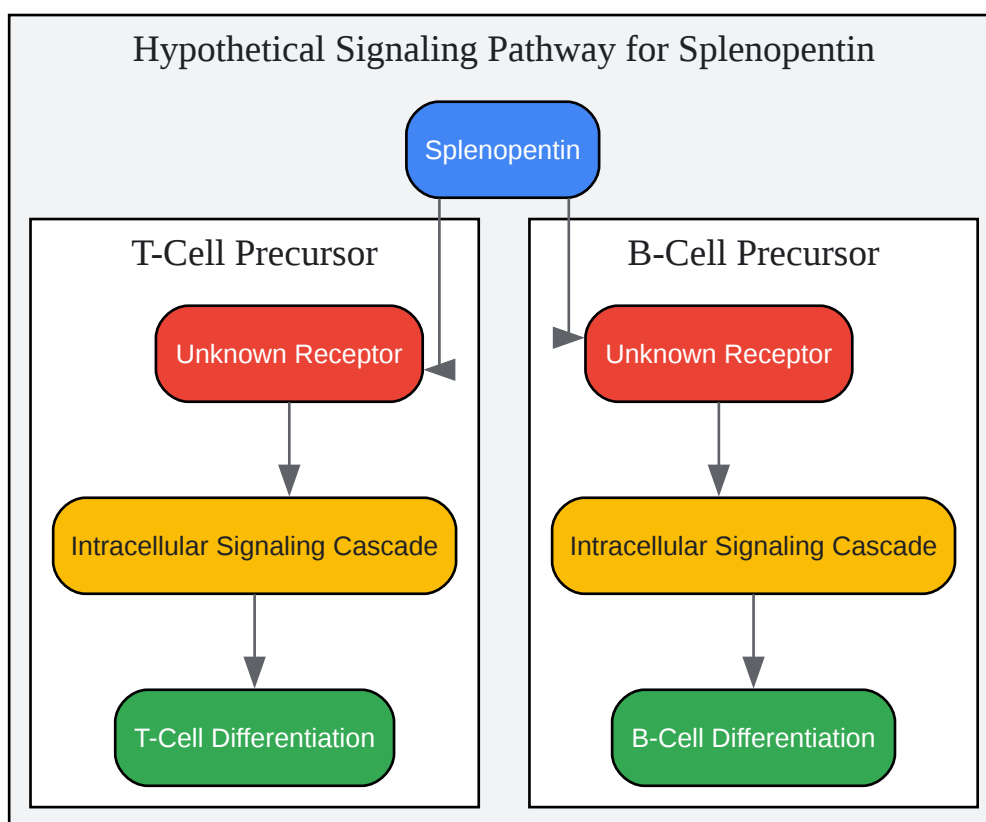 Hypothetical Signaling Pathway for Splenopentin
Splenopentin
T-Cell Precursor
Unknown Receptor
Intracellular Signaling Cascade
T-Cell Differentiation
B-Cell Precursor
Unknown Receptor
Intracellular Signaling Cascade
B-Cell Differentiation